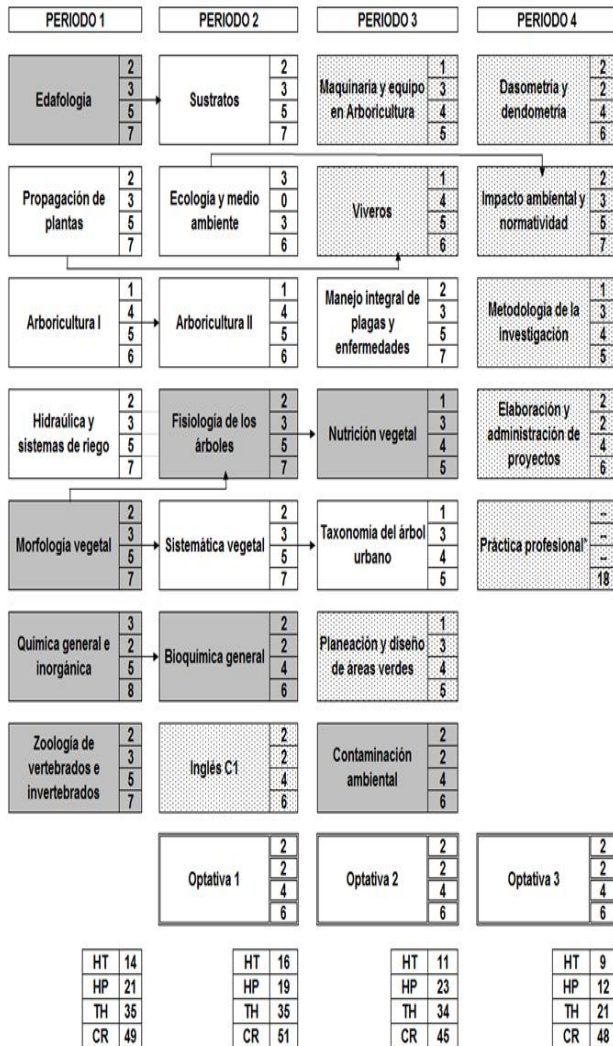 PERIODO 1
PERIODO 2
PERIODO 3
PERIODO 4
Edafología
2
3
5
7
Sustratos
2
3
5
7
Maquinaria y equipo
en Arboricultura
1
3
4
5
Dasometría y
dendometría
2
2
4
6
Propagación de
plantas
2
3
5
7
Ecología y medio
ambiente
3
0
3
6
Viveros
1
4
5
6
Impacto ambiental y
normatividad
2
3
5
7
Arboricultura I
1
4
5
6
Arboricultura II
1
4
5
6
Manejo integral de
plagas y
enfermedades
2
3
5
7
Metodología de la
investigación
1
3
4
5
Hidraúlica y
sistemas de riego
2
3
5
7
Fisiología de los
árboles
2
3
5
7
Nutrición vegetal
1
3
4
5
Elaboración y
administración de
proyectos
2
2
4
6
Morfología vegetal
2
3
5
7
Sistemática vegetal
2
3
5
7
Taxonomía del árbol
urbano
1
3
4
5
Práctica profesional*
--
--
--
18
Química general e
inorgánica
3
2
5
8
Bioquímica general
2
2
4
6
Planeación y diseño
de áreas verdes
1
3
4
5
Zoología de
vertebrados e
invertebrados
2
3
5
7
Inglés C1
2
2
4
6
Contaminación
ambiental
2
2
4
6
Optativa 1
2
2
4
6
Optativa 2
2
2
4
6
Optativa 3
2
2
4
6
HT 14
HP 21
TH 35
CR 49
HT 16
HP 19
TH 35
CR 51
HT 11
HP 23
TH 34
CR 45
HT 9
HP 12
TH 21
CR 48